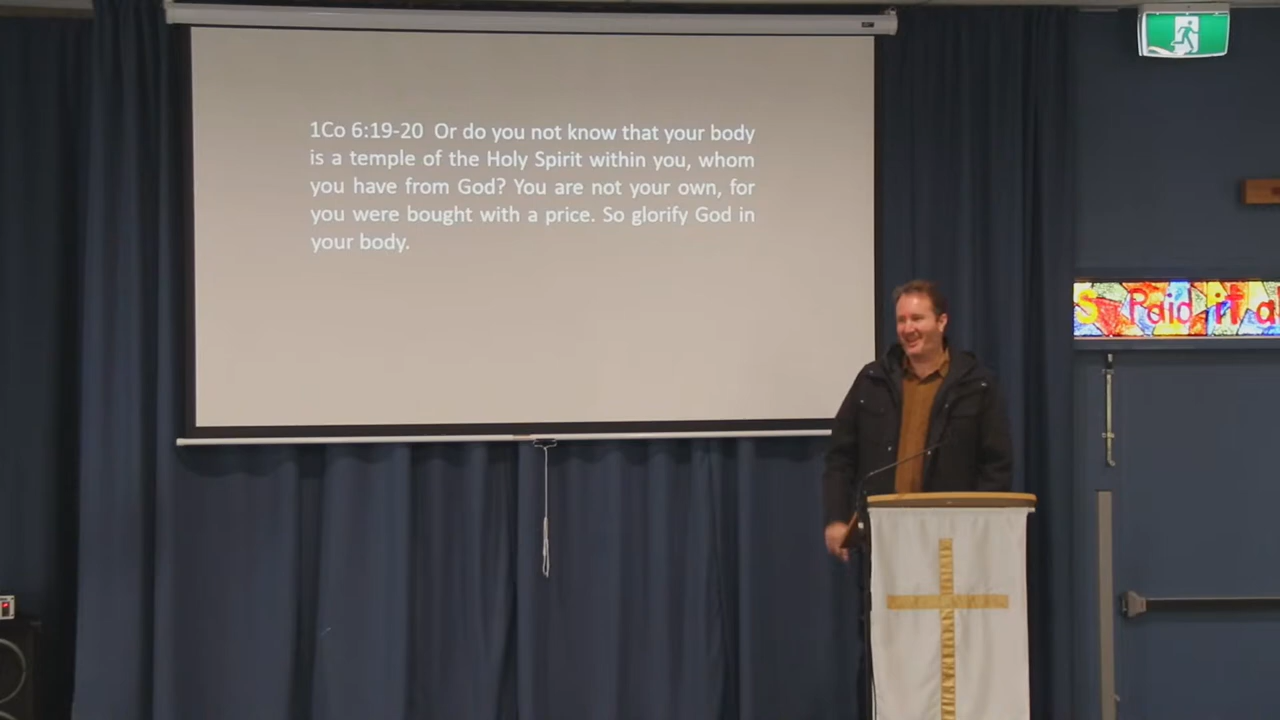 1Co 6:19-20 Or do you not know that your body
is a temple of the Holy Spirit within you, whom
you have from God? You are not your own, for
you were bought with a price. So glorify God in
your body.
S Paid it a